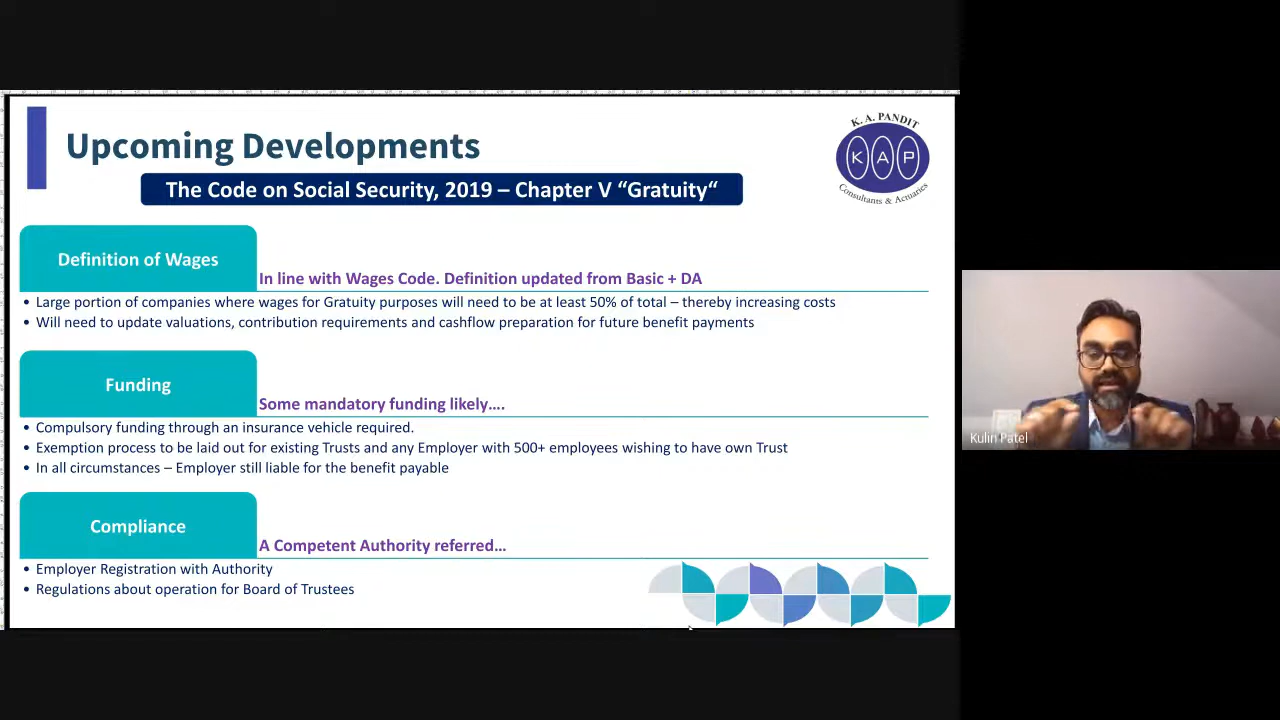 Upcoming Developments
K. A. PANDIT
K A P
Consultants & Actuaries
The Code on Social Security, 2019 – Chapter V “Gratuity“
Definition of Wages
In line with Wages Code. Definition updated from Basic + DA
• Large portion of companies where wages for Gratuity purposes will need to be at least 50% of total – thereby increasing costs
• Will need to update valuations, contribution requirements and cashflow preparation for future benefit payments
Funding
Some mandatory funding likely….
• Compulsory funding through an insurance vehicle required.
• Exemption process to be laid out for existing Trusts and any Employer with 500+ employees wishing to have own Trust
• In all circumstances – Employer still liable for the benefit payable
Compliance
A Competent Authority referred…
• Employer Registration with Authority
• Regulations about operation for Board of Trustees
Kulin Patel